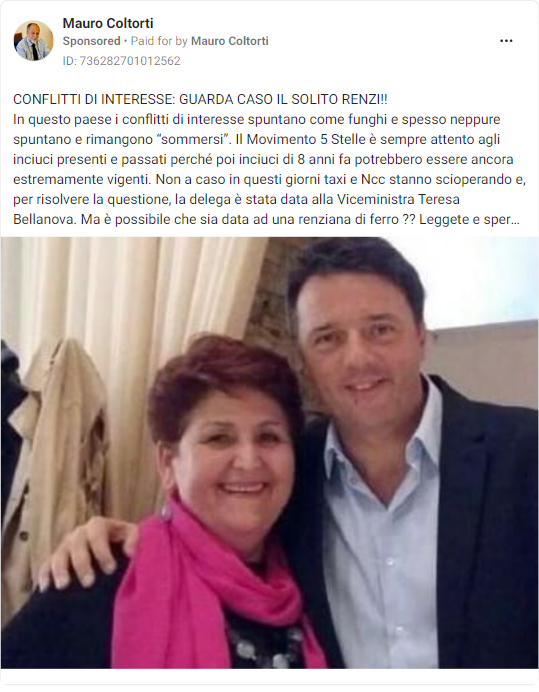 Mauro Coltorti
Sponsored • Paid for by Mauro Coltorti
ID: 736282701012562
CONFLITTI DI INTERESSE: GUARDA CASO IL SOLITO RENZI!!
In questo paese i conflitti di interesse spuntano come funghi e spesso neppure
spuntano e rimangono “sommersi”. Il Movimento 5 Stelle è sempre attento agli
inciuci presenti e passati perché poi inciuci di 8 anni fa potrebbero essere ancora
estremamente vigenti. Non a caso in questi giorni taxi e Ncc stanno scioperando e,
per risolvere la questione, la delega è stata data alla Viceministra Teresa
Bellanova. Ma è possibile che sia data ad una renziana di ferro ?? Leggete e sper...